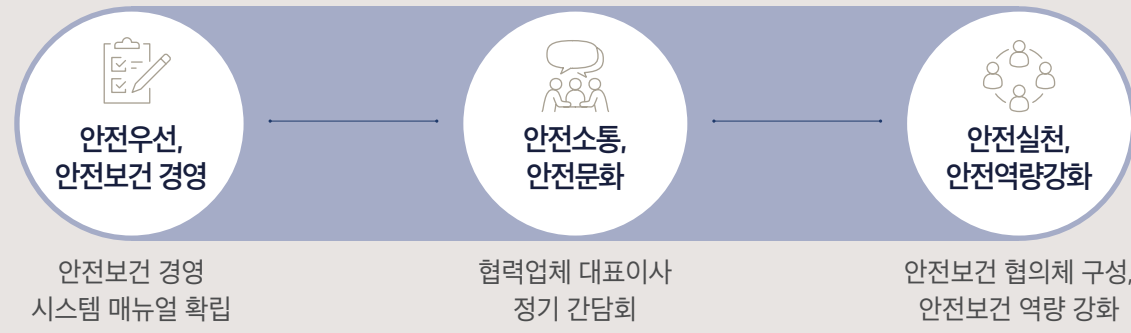 안전우선,
안전보건 경영
안전소통,
안전문화
안전실천,
안전역량강화
안전보건 경영
시스템 매뉴얼 확립
협력업체 대표이사
정기 간담회
안전보건 협의체 구성,
안전보건 역량 강화